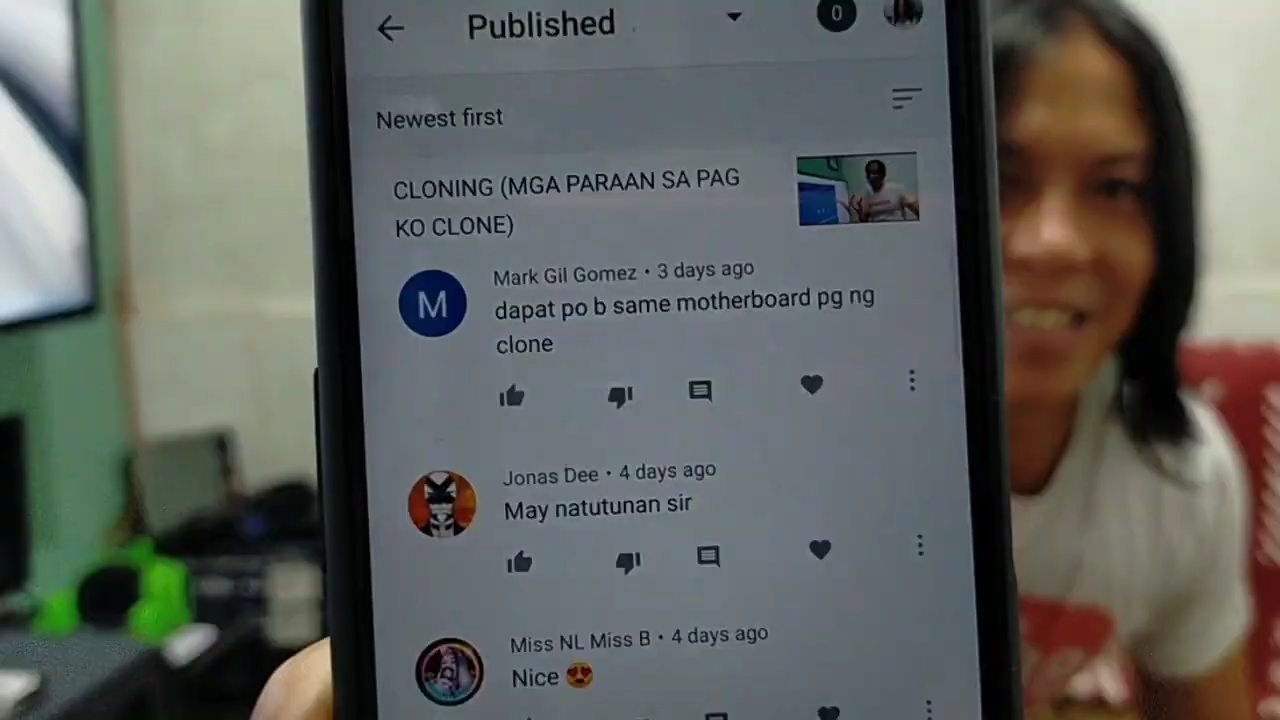 Published
0
Newest first
CLONING (MGA PARAAN SA PAG
KO CLONE)
M
Mark Gil Gomez • 3 days ago
dapat po b same motherboard pg ng
clone
Jonas Dee • 4 days ago
May natutunan sir
Miss NL Miss B • 4 days ago
Nice 😍